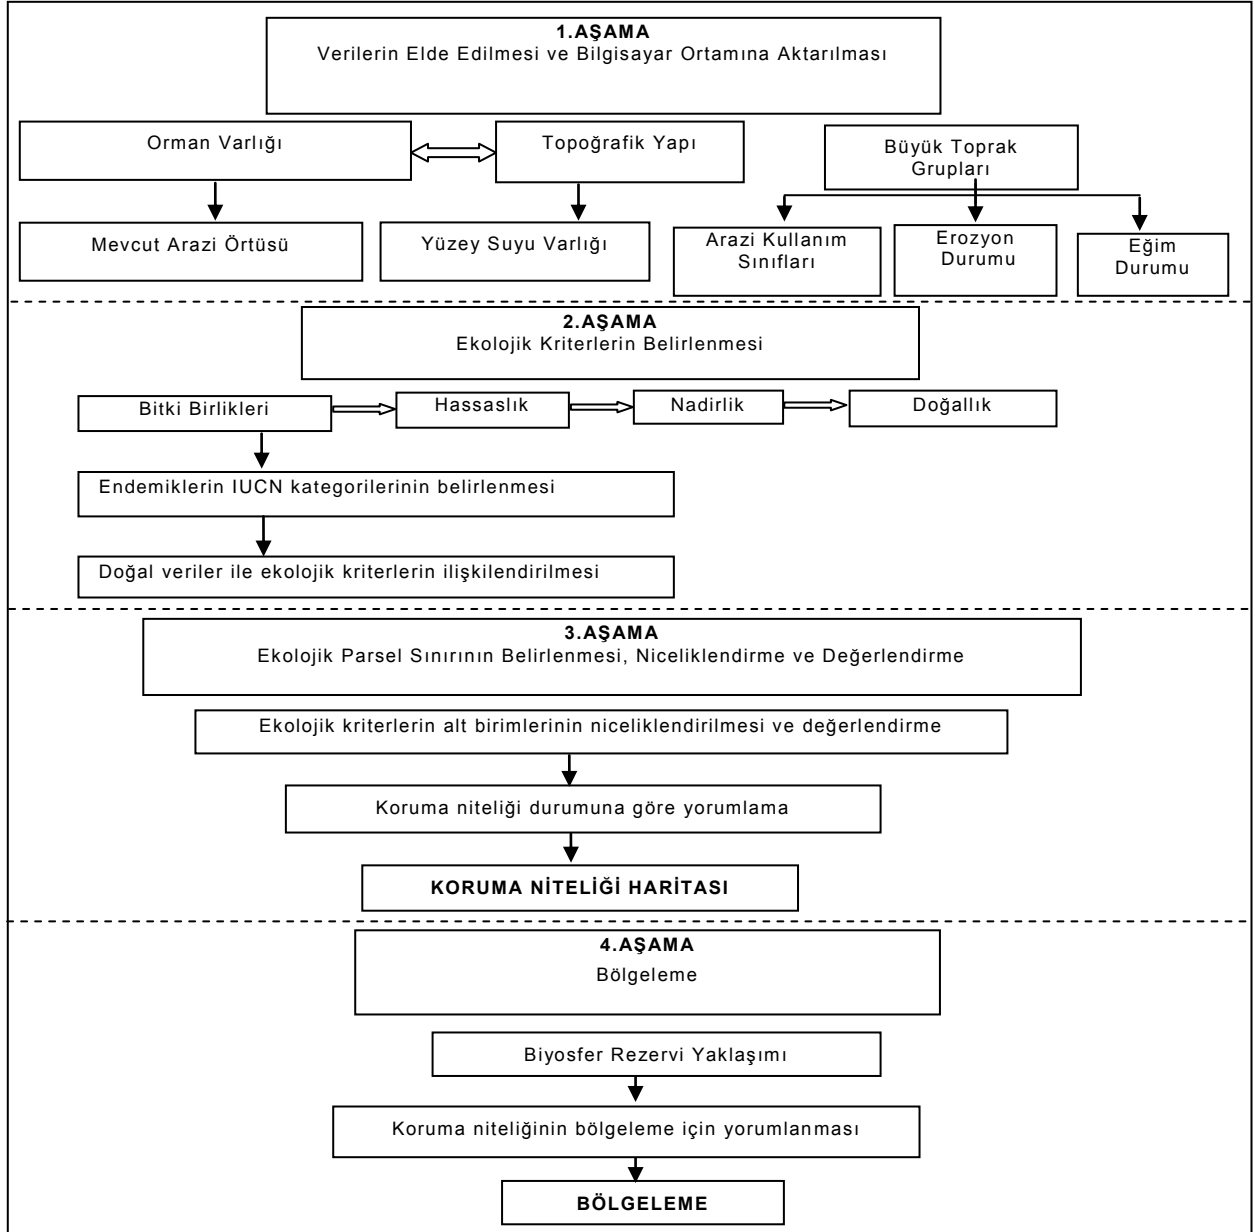 1.AŞAMA
Verilerin Elde Edilmesi ve Bilgisayar Ortamına Aktarılması
Orman Varlığı
Topoğrafik Yapı
Büyük Toprak
Grupları
Mevcut Arazi Örtüsü
Yüzey Suyu Varlığı
Arazi Kullanım
Sınıfları
Erozyon
Durumu
Eğim
Durumu
2.AŞAMA
Ekolojik Kriterlerin Belirlenmesi
Bitki Birlikleri
Hassaslık
Nadirlik
Doğallık
Endemiklerin IUCN kategorilerinin belirlenmesi
Doğal veriler ile ekolojik kriterlerin ilişkilendirilmesi
3.AŞAMA
Ekolojik Parsel Sınırının Belirlenmesi, Niceliklendirme ve Değerlendirme
Ekolojik kriterlerin alt birimlerinin niceliklendirilmesi ve değerlendirme
Koruma niteliği durumuna göre yorumlama
KORUMA NİTELİĞİ HARİTASI
4.AŞAMA
Bölgeleme
Biyosfer Rezervi Yaklaşımı
Koruma niteliğinin bölgeleme için yorumlanması
BÖLGELEME